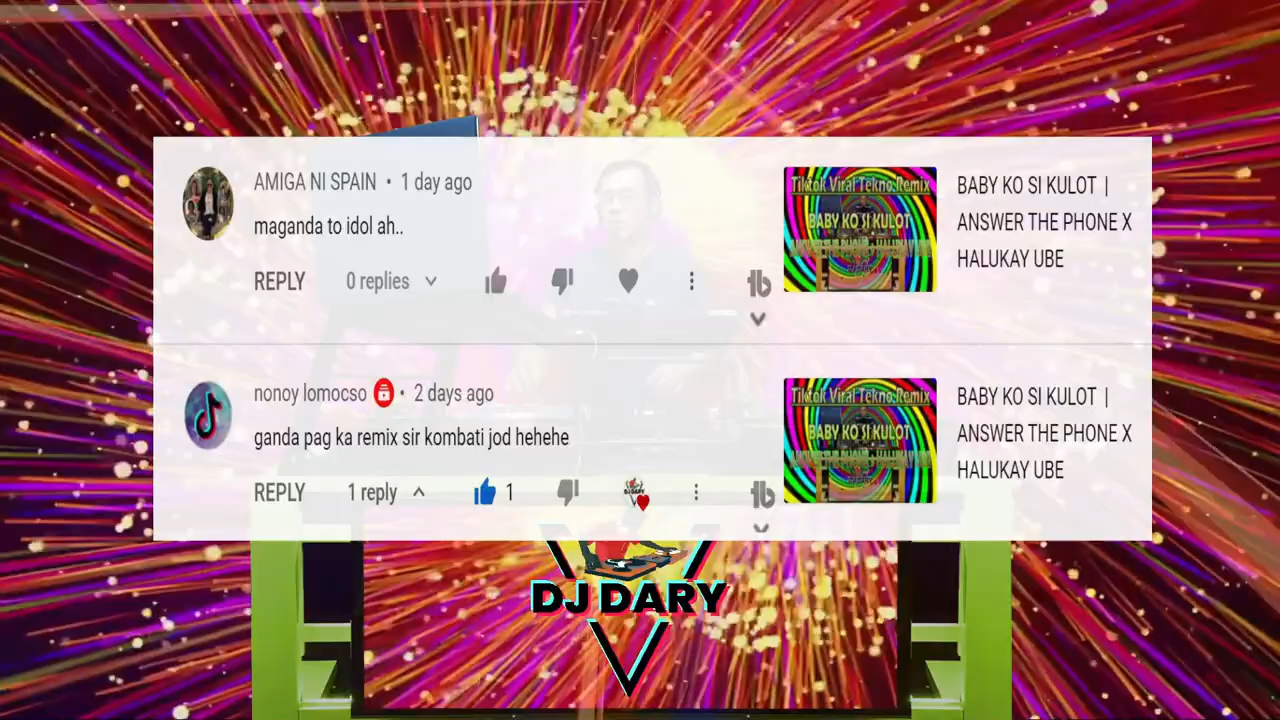 AMIGA NI SPAIN • 1 day ago
maganda to idol ah..
REPLY 0 replies
Tiktok Viral Tekno Remix
BABY KO SI KULOT
BABY KO SI KULOT |
ANSWER THE PHONE X
HALUKAY UBE
nonoy lomocso • 2 days ago
ganda pag ka remix sir kombati jod hehehe
REPLY 1 reply 1
Tiktok Viral Tekno Remix
BABY KO SI KULOT
BABY KO SI KULOT |
ANSWER THE PHONE X
HALUKAY UBE
DJ DARY